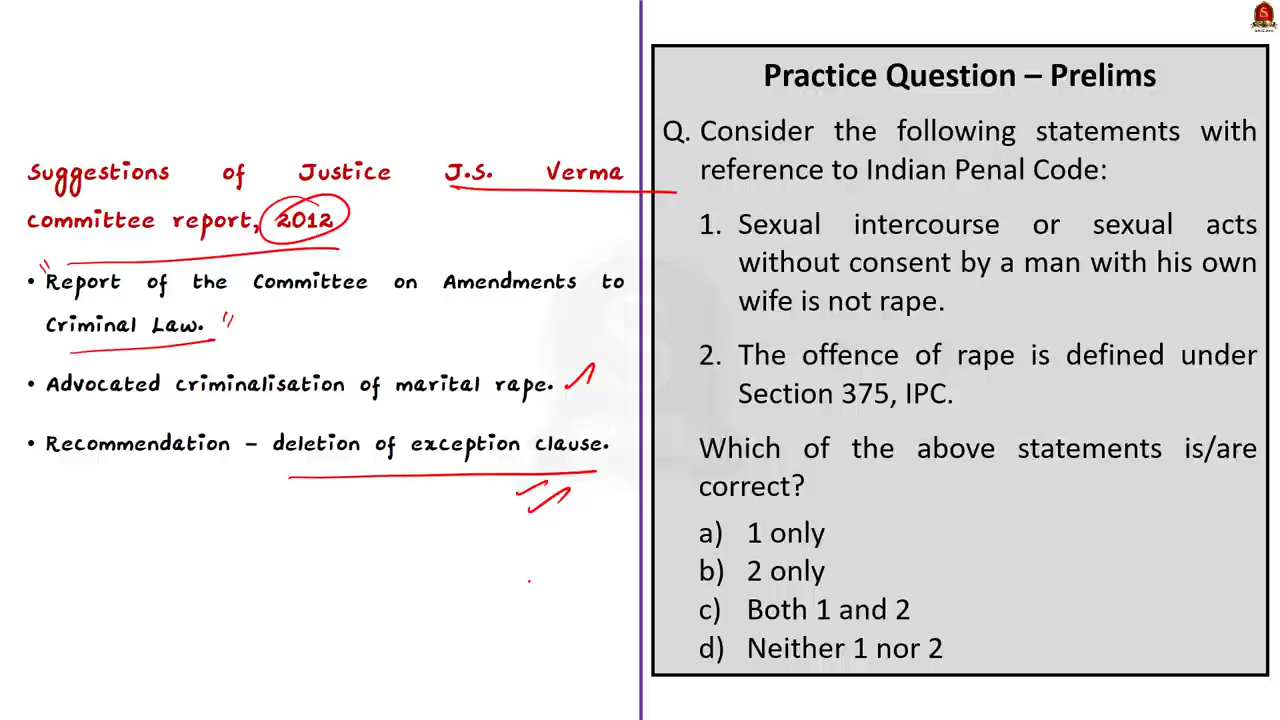 Suggestions of Justice J.S. Verma
committee report, 2012
• "Report of the Committee on Amendments to
Criminal Law."
• Advocated criminalisation of marital rape.
• Recommendation – deletion of exception clause.
Practice Question – Prelims
Q. Consider the following statements with
reference to Indian Penal Code:
1. Sexual intercourse or sexual acts
without consent by a man with his own
wife is not rape.
2. The offence of rape is defined under
Section 375, IPC.
Which of the above statements is/are
correct?
a) 1 only
b) 2 only
c) Both 1 and 2
d) Neither 1 nor 2